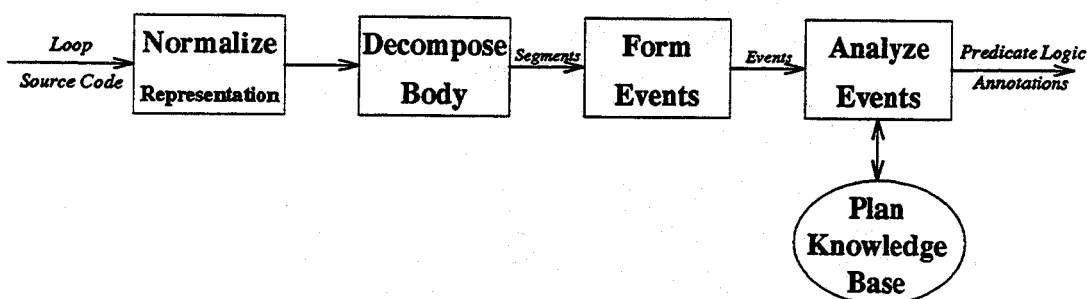 Loop
Source Code
Normalize
Representation
Decompose
Body
Segments
Form
Events
Events
Analyze
Events
Predicate Logic
Annotations
Plan
Knowledge
Base